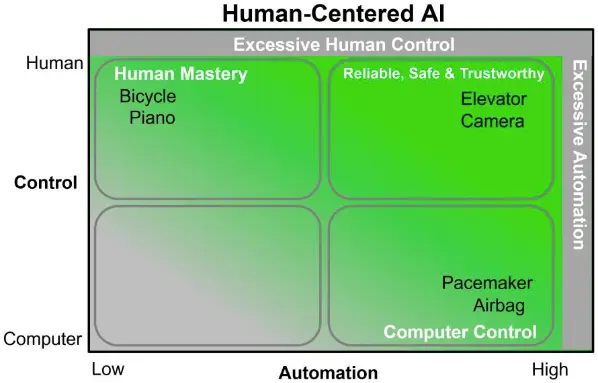 Human-Centered AI
Excessive Human Control
Human
Human Mastery
Reliable, Safe & Trustworthy
Bicycle
Piano
Elevator
Camera
Excessive Automation
Control
Pacemaker
Airbag
Computer Control
Computer
Low
Automation
High